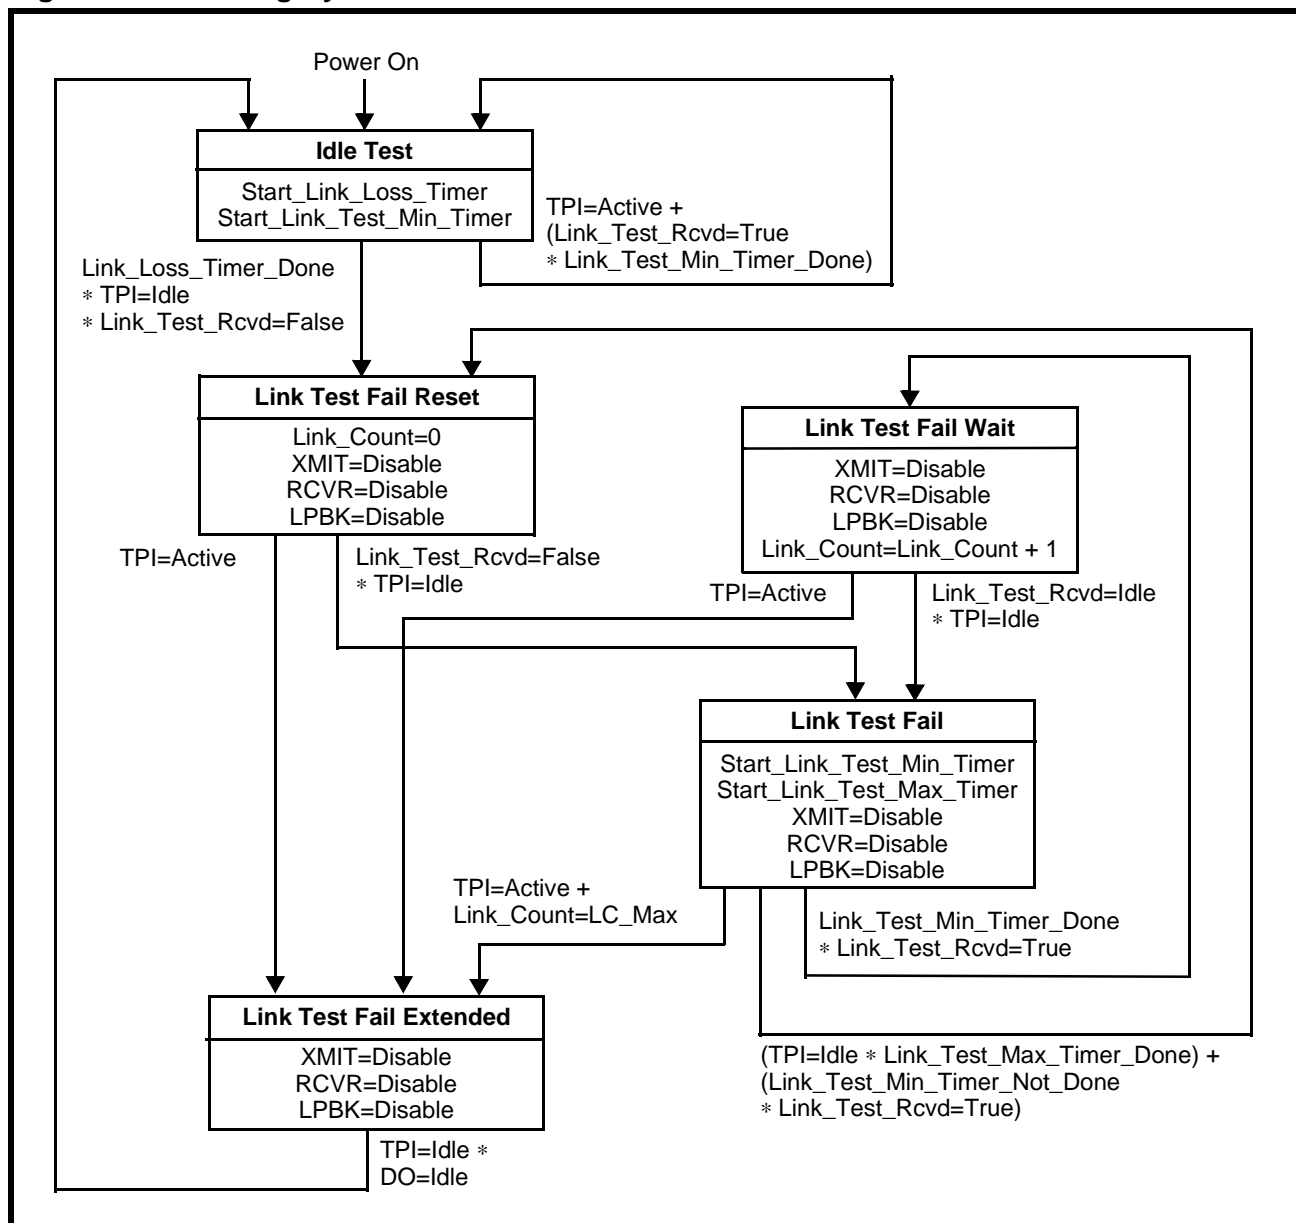 Power On
Idle Test
Start_Link_Loss_Timer
Start_Link_Test_Min_Timer
TPI=Active +
(Link_Test_Rcvd=True
* Link_Test_Min_Timer_Done)
Link_Loss_Timer_Done
* TPI=Idle
* Link_Test_Rcvd=False
Link Test Fail Reset
Link_Count=0
XMIT=Disable
RCVR=Disable
LPBK=Disable
Link Test Fail Wait
XMIT=Disable
RCVR=Disable
LPBK=Disable
Link_Count=Link_Count + 1
TPI=Active
Link_Test_Rcvd=False
* TPI=Idle
TPI=Active
Link_Test_Rcvd=Idle
* TPI=Idle
Link Test Fail
Start_Link_Test_Min_Timer
Start_Link_Test_Max_Timer
XMIT=Disable
RCVR=Disable
LPBK=Disable
TPI=Active +
Link_Count=LC_Max
Link_Test_Min_Timer_Done
* Link_Test_Rcvd=True
Link Test Fail Extended
XMIT=Disable
RCVR=Disable
LPBK=Disable
(TPI=Idle * Link_Test_Max_Timer_Done) +
(Link_Test_Min_Timer_Not_Done
* Link_Test_Rcvd=True)
TPI=Idle *
DO=Idle